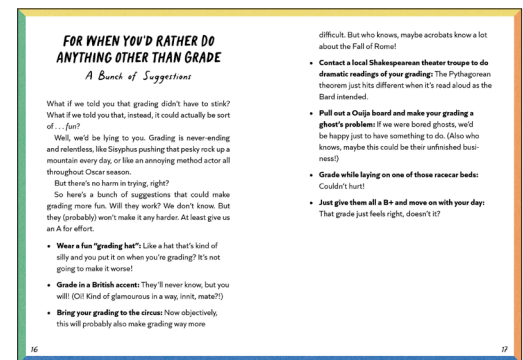 FOR WHEN YOU'D RATHER DO
ANYTHING OTHER THAN GRADE
A Bunch of Suggestions
What if we told you that grading didn't have to stink?
What if we told you that, instead, it could actually be sort
of . . . fun?
Well, we'd be lying to you. Grading is never-ending
and relentless, like Sisyphus pushing that pesky rock up a
mountain every day, or like an annoying method actor all
throughout Oscar season.
But there's no harm in trying, right?
So here's a bunch of suggestions that could make
grading more fun. Will they work? We don't know. But
they (probably) won't make it any harder. At least give us
an A for effort.
• Wear a fun "grading hat": Like a hat that's kind of
silly and you put it on when you're grading? It's not
going to make it worse!
• Grade in a British accent: They'll never know, but you
will! (Oi! Kind of glamourous in a way, innit, mate?!)
• Bring your grading to the circus: Now objectively,
this will probably also make grading way more
16
difficult. But who knows, maybe acrobats know a lot
about the Fall of Rome!
• Contact a local Shakespearean theater troupe to do
dramatic readings of your grading: The Pythagorean
theorem just hits different when it's read aloud as the
Bard intended.
• Pull out a Ouija board and make your grading a
ghost's problem: If we were bored ghosts, we'd
be happy just to have something to do. (Also who
knows, maybe this could be their unfinished busi-
ness!)
• Grade while laying on one of those racecar beds:
Couldn't hurt!
• Just give them all a B+ and move on with your day:
That grade just feels right, doesn't it?
17